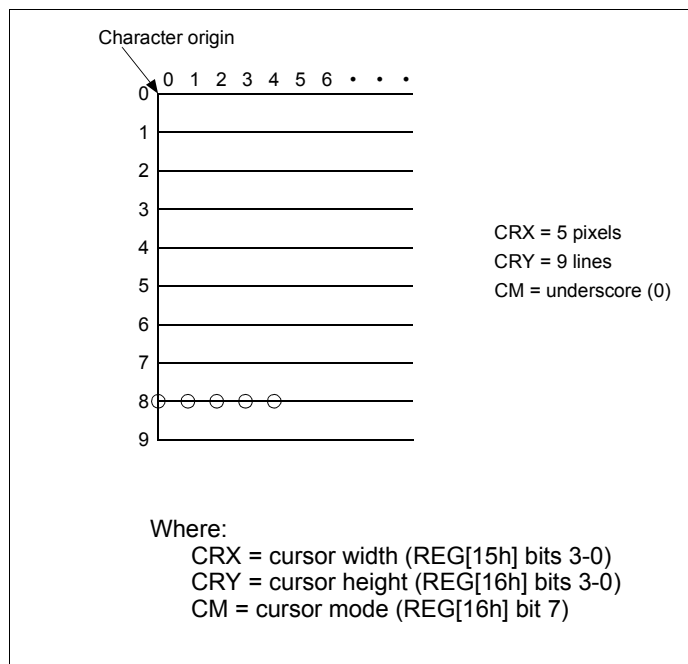 Character origin
0 1 2 3 4 5 6 • • •
0
1
2
3
CRX = 5 pixels
4
CRY = 9 lines
5
CM = underscore (0)
6
7
8
9
Where:
CRX = cursor width (REG[15h] bits 3-0)
CRY = cursor height (REG[16h] bits 3-0)
CM = cursor mode (REG[16h] bit 7)